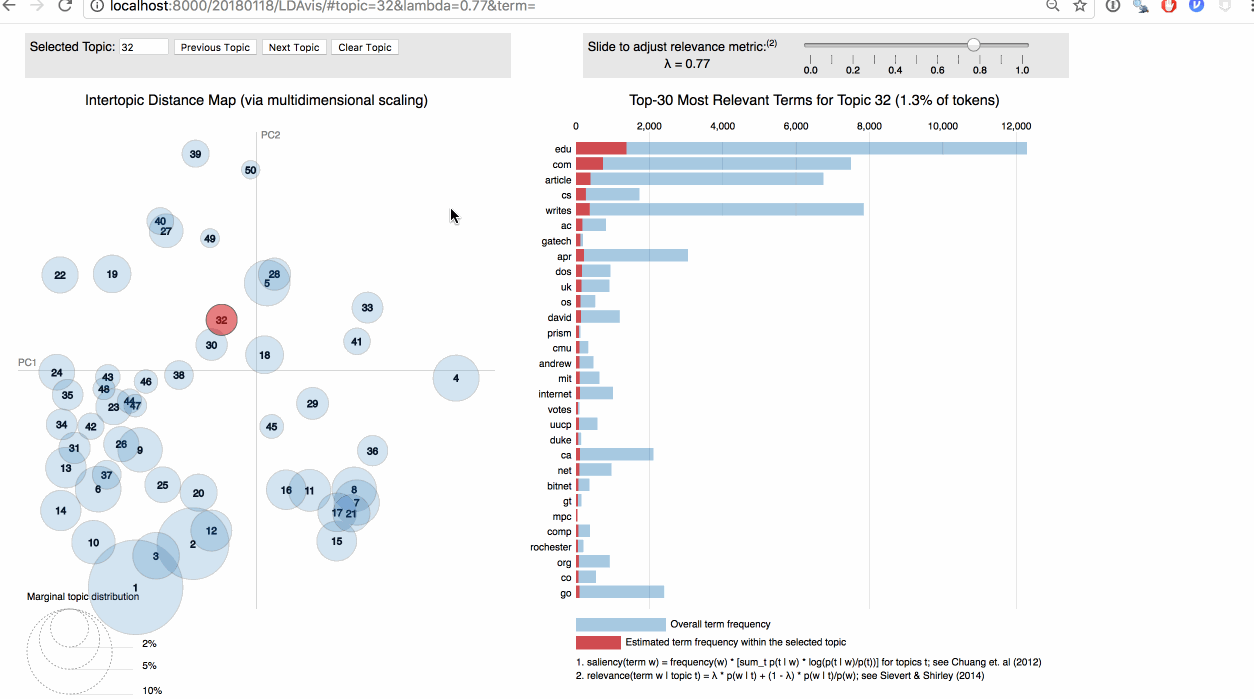 localhost:8000/20180118/LDAvis/#topic=32&lambda=0.77&term=
Selected Topic: 32 Previous Topic Next Topic Clear Topic
Slide to adjust relevance metric:(2)
λ = 0.77
0.0 0.2 0.4 0.6 0.8 1.0
Intertopic Distance Map (via multidimensional scaling)
PC2
39
50
40
27
49
22
19
28
5
33
32
30
41
18
PC1
24
43
48
46
38
4
35
44
47
23
29
34
42
45
31
26
9
36
13
37
6
25
20
16
11
8
7
17
21
14
12
2
10
3
15
1
Marginal topic distribution
2%
5%
10%
Top-30 Most Relevant Terms for Topic 32 (1.3% of tokens)
0 2,000 4,000 6,000 8,000 10,000 12,000
edu
com
article
cs
writes
ac
gatech
apr
dos
uk
os
david
prism
cmu
andrew
mit
internet
votes
uucp
duke
ca
net
bitnet
gt
mpc
comp
rochester
org
co
go
Overall term frequency
Estimated term frequency within the selected topic
1. saliency(term w) = frequency(w) * [sum_t p(t | w) * log(p(t | w)/p(t))] for topics t; see Chuang et. al (2012)
2. relevance(term w | topic t) = λ * p(w | t) + (1 - λ) * p(w | t)/p(w); see Sievert & Shirley (2014)